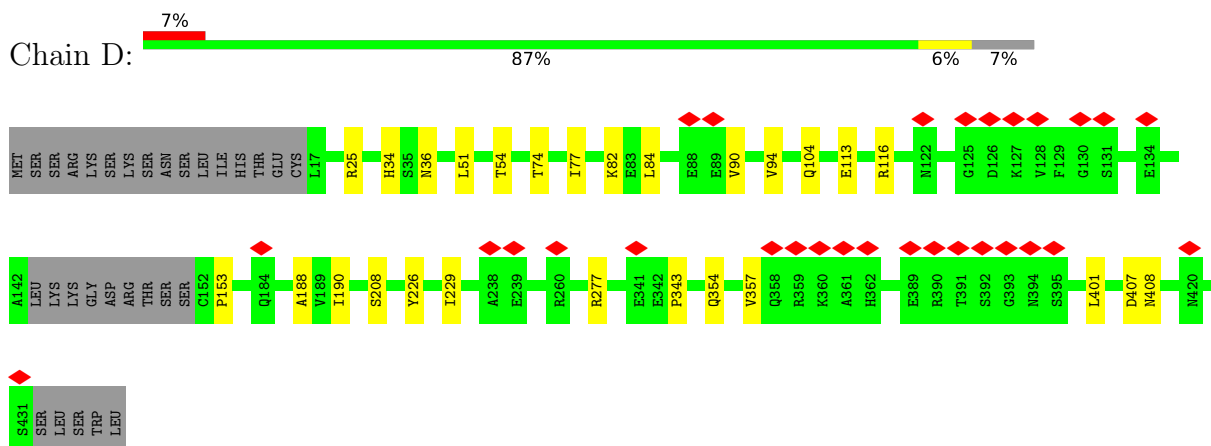 7%
Chain D:
87% 6% 7%
MET SER SER ARG LYS SER SER LYS SER ASN SER LEU ILE HIS THR GLU CYS L17 R25 H34 S35 N36 L51 T54 T74 I77 K82 E83 L84 E88 E89 V90 V94 Q104 E113 R116 N122 G125 D126 K127 V128 F129 G130 S131 E134
A142 LEU LYS LYS GLY ASP ARG THR SER SER C152 P153 Q184 A188 V189 I190 S208 Y226 I229 A238 E239 R260 R277 E341 E342 P343 Q354 V357 Q358 R359 K360 A361 H362 E389 R390 T391 S392 G393 N394 S395 L401 D407 N408 N420
S431 SER LEU SER TRP LEU